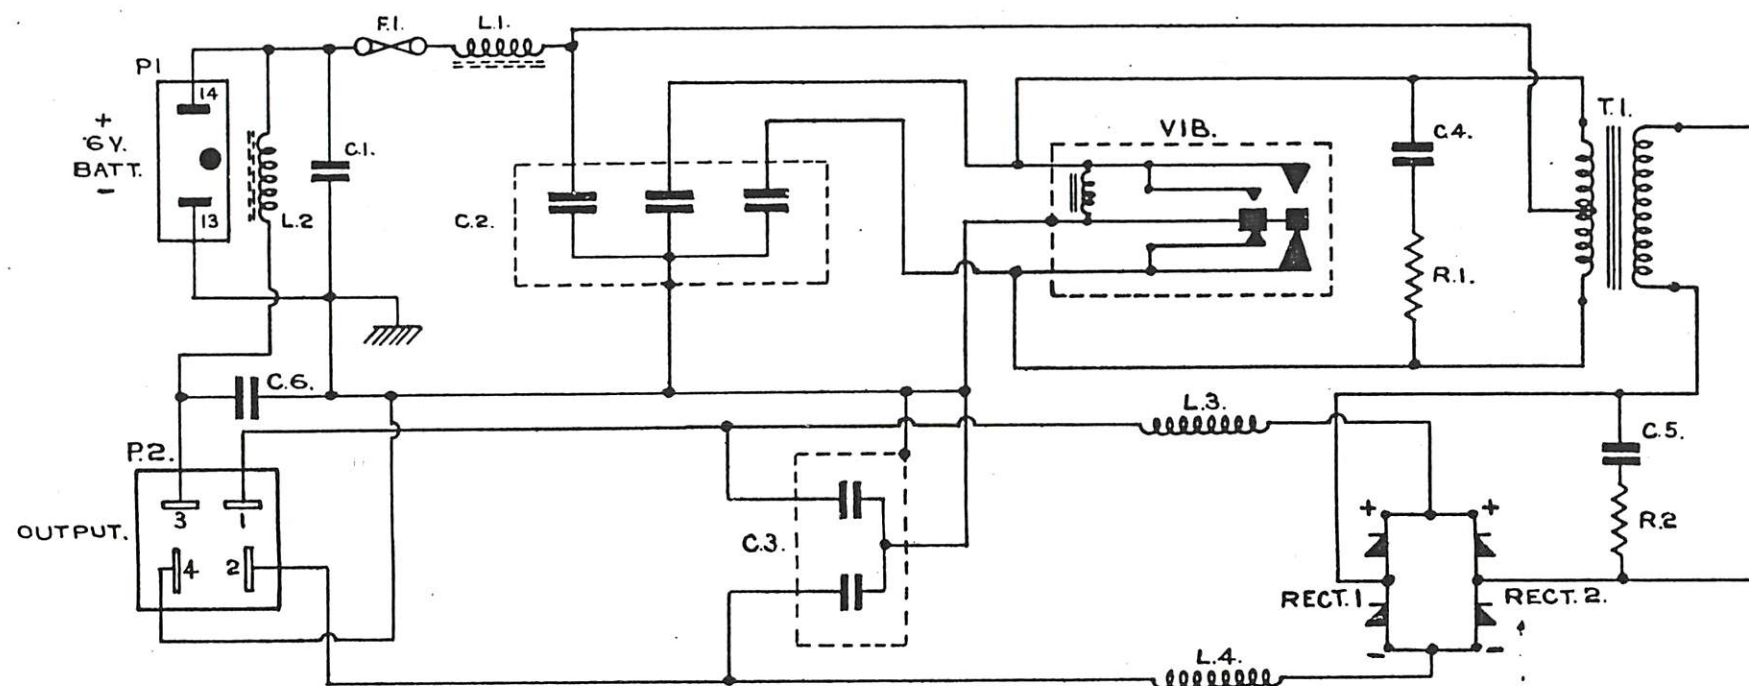 F.1.
L.1.
P1
14
+
6V.
BATT.
-
13
L.2
C.1.
C.2.
VIB.
C.4.
R.1.
T.1.
C.6.
P.2.
OUTPUT.
3
1
4
2
C.3.
L.3.
C.5.
R.2
+
+
RECT.1
RECT.2.
-
-
L.4.